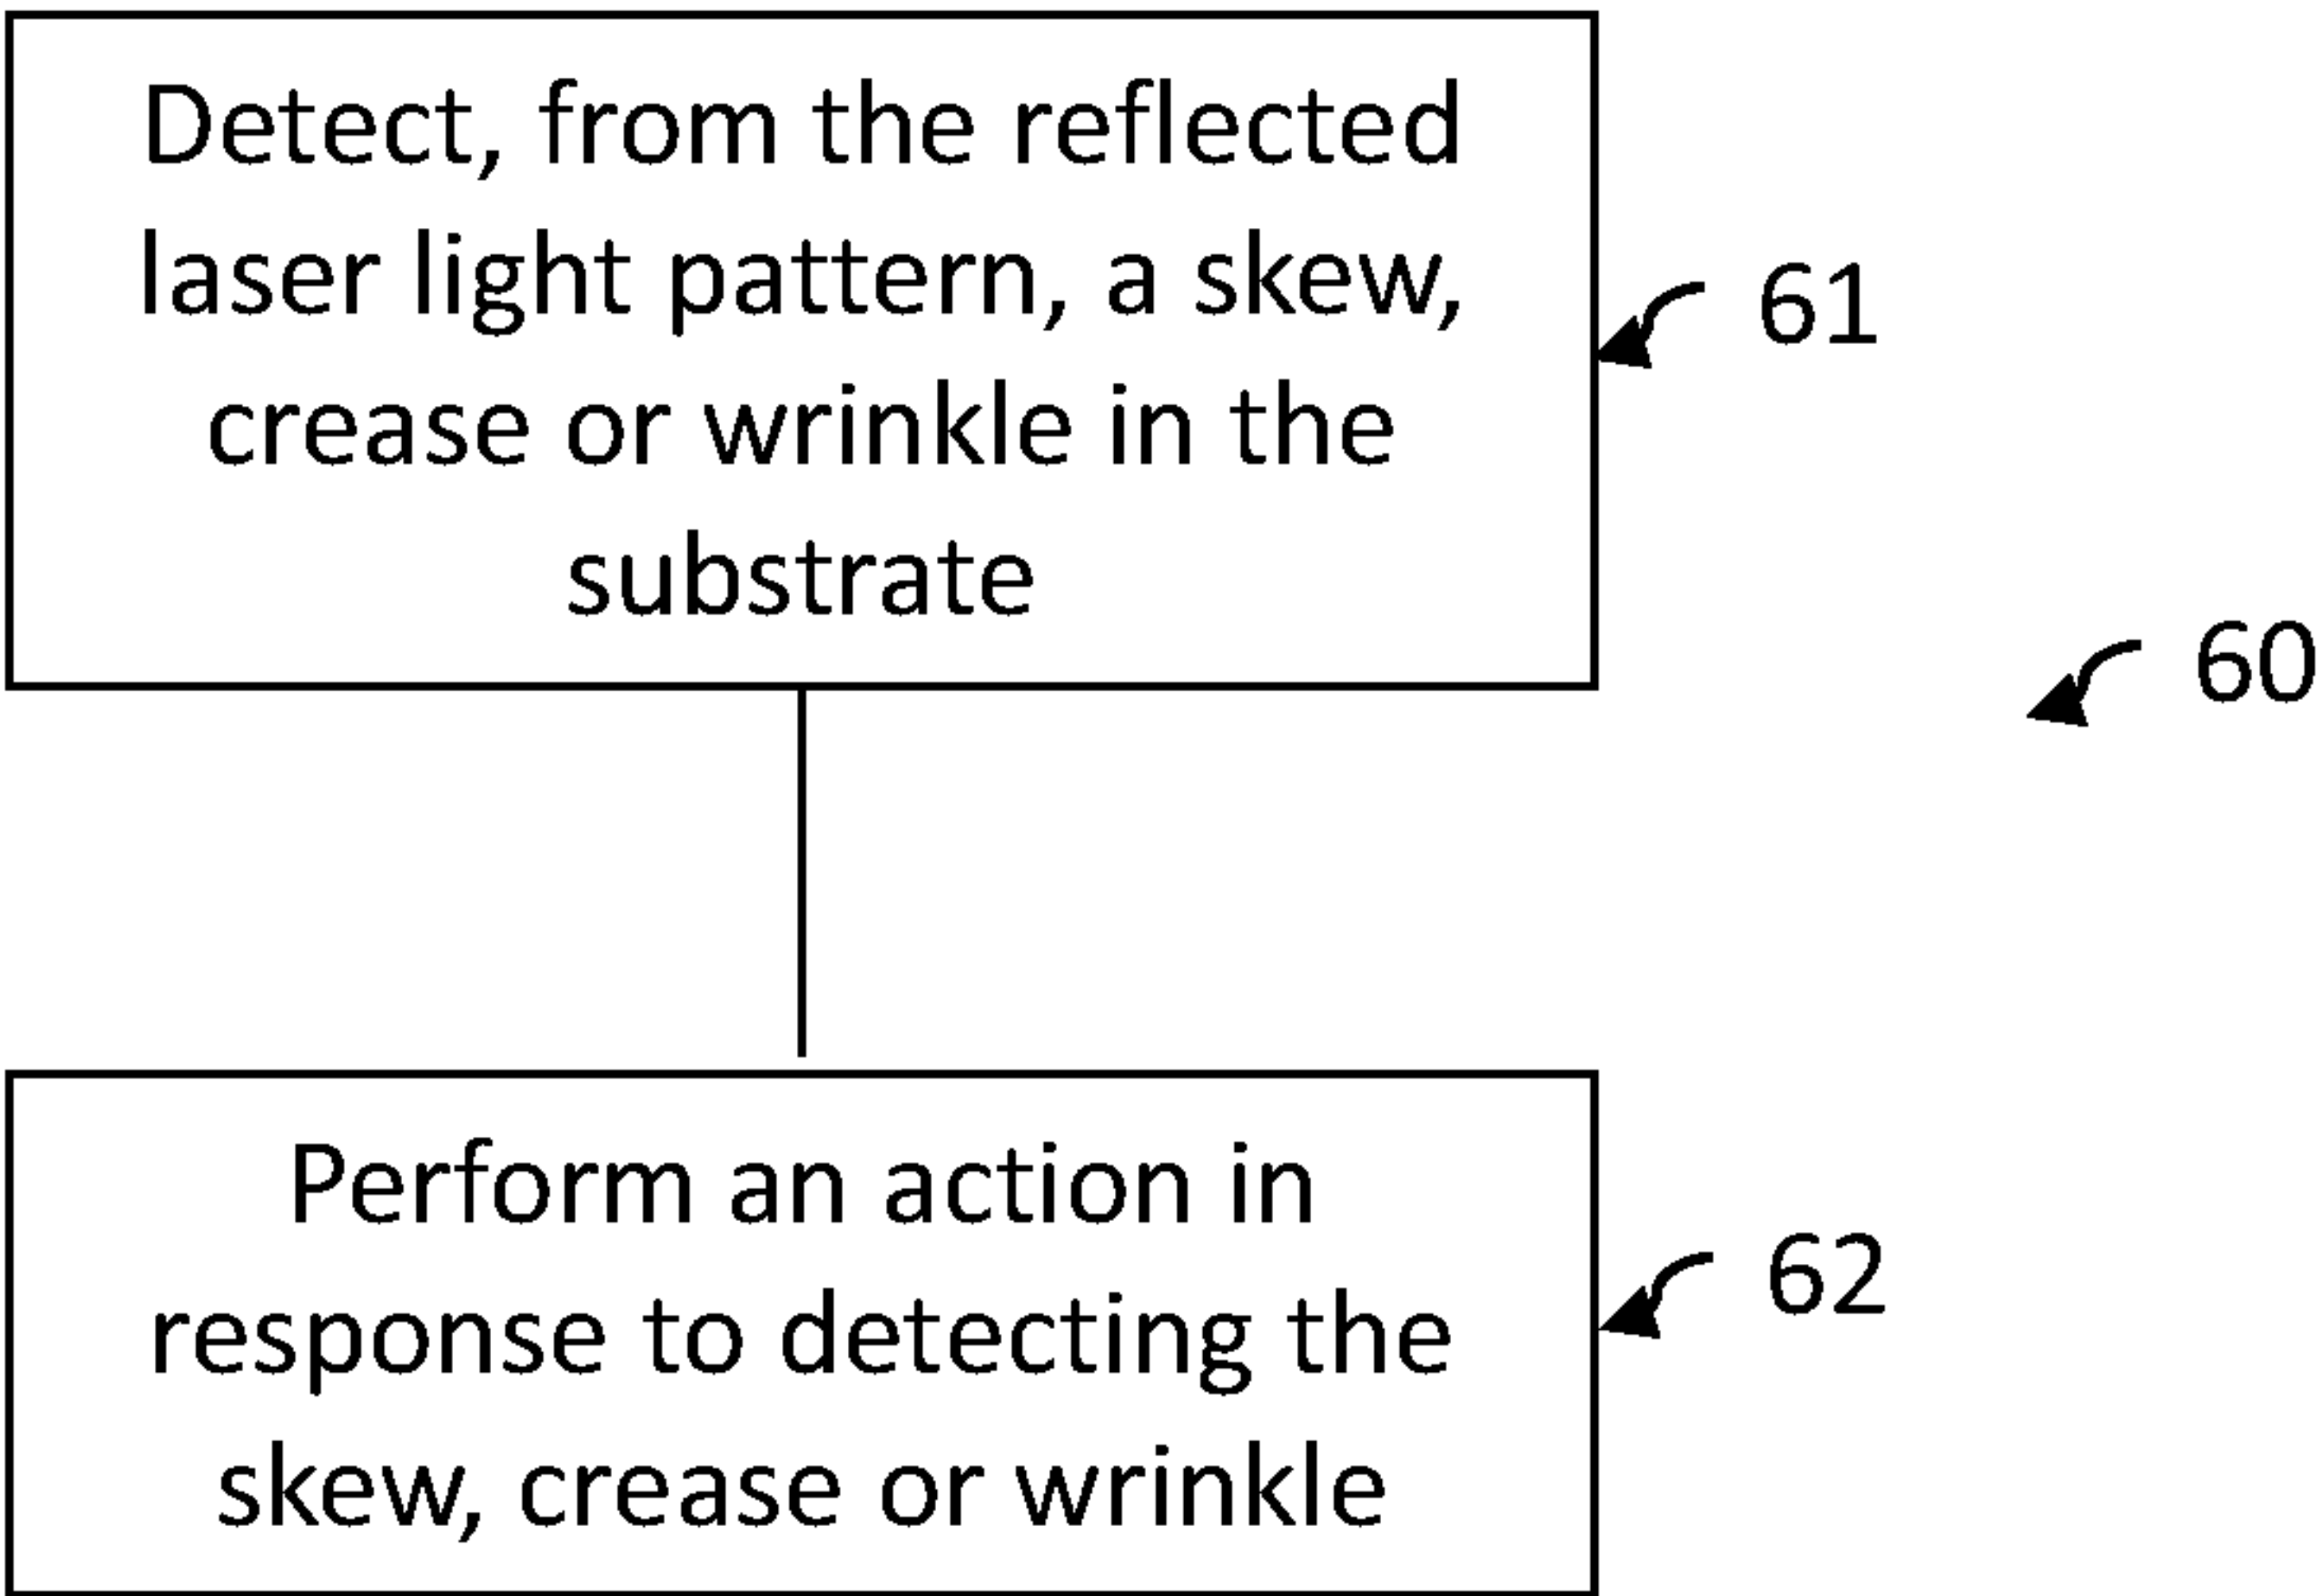 Detect, from the reflected
laser light pattern, a skew,
crease or wrinkle in the
substrate
61
60
Perform an action in
response to detecting the
skew, crease or wrinkle
62